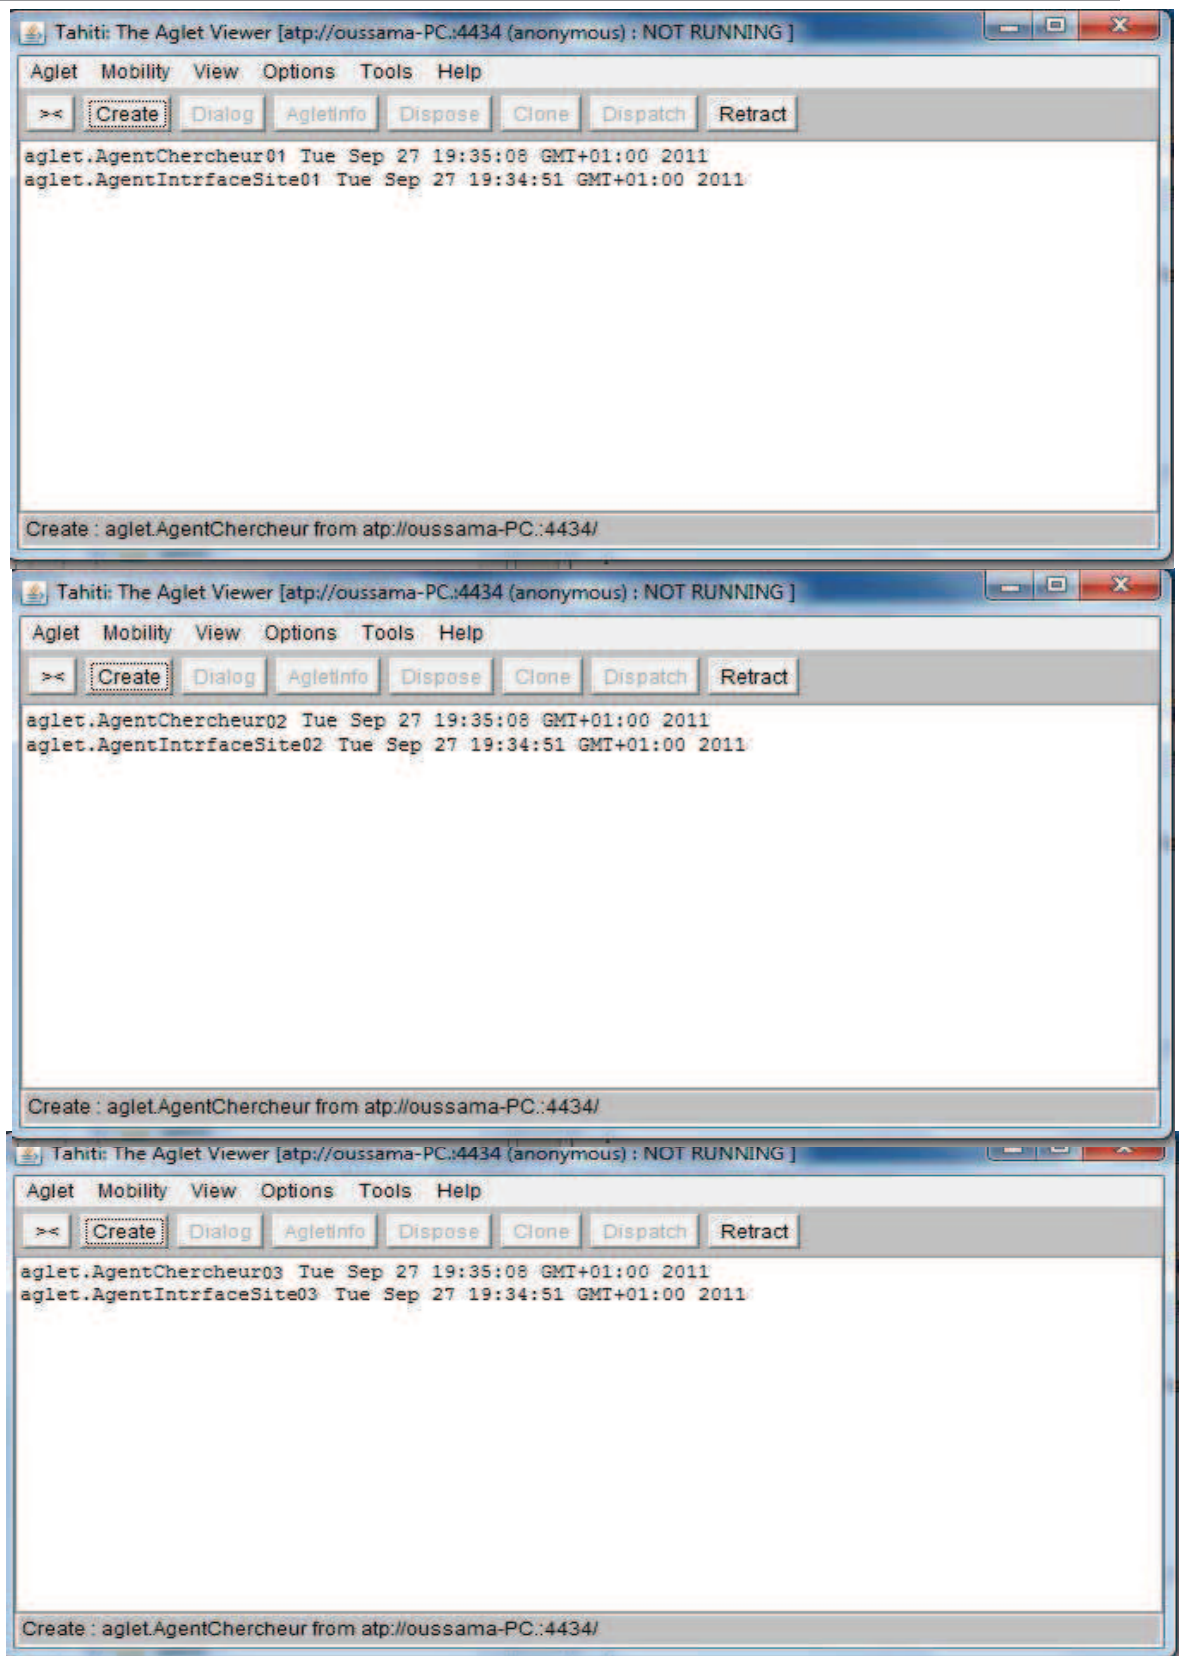 Tahiti: The Aglet Viewer [atp://oussama-PC.:4434 (anonymous) : NOT RUNNING ]
Aglet Mobility View Options Tools Help
>< Create Dialog AgletInfo Dispose Clone Dispatch Retract
aglet.AgentChercheur01 Tue Sep 27 19:35:08 GMT+01:00 2011
aglet.AgentIntrfaceSite01 Tue Sep 27 19:34:51 GMT+01:00 2011
Create : aglet.AgentChercheur from atp://oussama-PC.:4434/
Tahiti: The Aglet Viewer [atp://oussama-PC.:4434 (anonymous) : NOT RUNNING ]
Aglet Mobility View Options Tools Help
>< Create Dialog AgletInfo Dispose Clone Dispatch Retract
aglet.AgentChercheur02 Tue Sep 27 19:35:08 GMT+01:00 2011
aglet.AgentIntrfaceSite02 Tue Sep 27 19:34:51 GMT+01:00 2011
Create : aglet.AgentChercheur from atp://oussama-PC.:4434/
Tahiti: The Aglet Viewer [atp://oussama-PC.:4434 (anonymous) : NOT RUNNING ]
Aglet Mobility View Options Tools Help
>< Create Dialog AgletInfo Dispose Clone Dispatch Retract
aglet.AgentChercheur03 Tue Sep 27 19:35:08 GMT+01:00 2011
aglet.AgentIntrfaceSite03 Tue Sep 27 19:34:51 GMT+01:00 2011
Create : aglet.AgentChercheur from atp://oussama-PC.:4434/